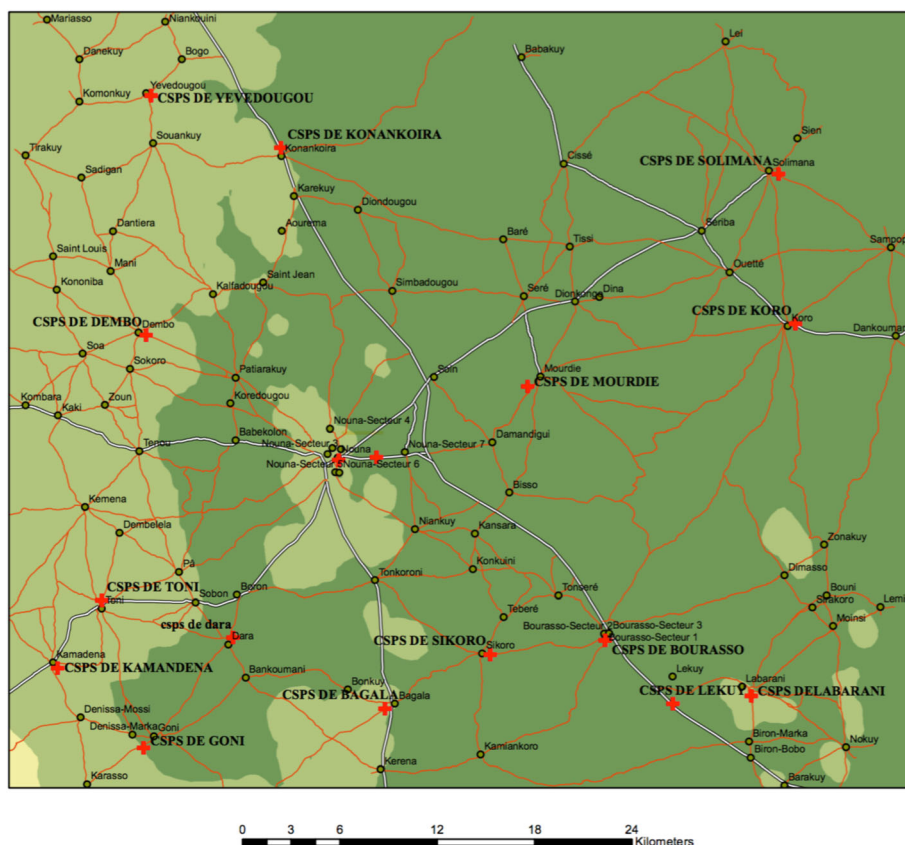 Mariasso
Niankouini
Lei
Danekuy
Bogo
Babakuy
Yevedougou
Komonkuy
CSPS DE YEVEDOUGOU
CSPS DE KONANKOIRA
Sien
Souankuy
Tirakuy
Konankoira
Cissé
CSPS DE SOLIMANA
Solimana
Sadigan
Karekuy
Diondougou
Dantiera
Aourema
Baré
Tissi
Seriba
Sampop
Saint Louis
Mani
Ouetté
Saint Jean
Kononiba
Kalfadougou
Simbadougou
Seré
Dionkongo
Dina
CSPS DE DEMBO
Dembo
CSPS DE KORO
Koro
Dankouman
Soa
Sokoro
Patiarakuy
Soin
Mourdie
CSPS DE MOURDIE
Kombara
Kaki
Zoun
Koredougou
Nouna-Secteur 4
Babekolon
Damandigui
Tenou
Nouna-Secteur 3
Nouna
Nouna-Secteur 7
Nouna-Secteur 5
Nouna-Secteur 6
Bisso
Kemena
Dembelela
Niankuy
Kansara
Zonakuy
Pâ
Konkuini
Dimasso
CSPS DE TONI
Toni
Sobon
Boron
Tonkoroni
Tonseré
Bouni
Sirakoro
Lemi
Teberé
Moinsi
csps de dara
Dara
Bourasso-Secteur 2
Bourasso-Secteur 3
Bourasso-Secteur 1
CSPS DE SIKORO
Sikoro
CSPS DE BOURASSO
Kamadena
CSPS DE KAMANDENA
Bankoumani
Bonkuy
Lekuy
Labarani
CSPS DE BAGALA
Bagala
CSPS DE LEKUY
CSPS DELABARANI
Denissa-Mossi
Denissa-Marka
Goni
CSPS DE GONI
Kamiankoro
Biron-Marka
Nokuy
Biron-Bobo
Karasso
Kerena
Barakuy
0 3 6 12 18 24
Kilometers